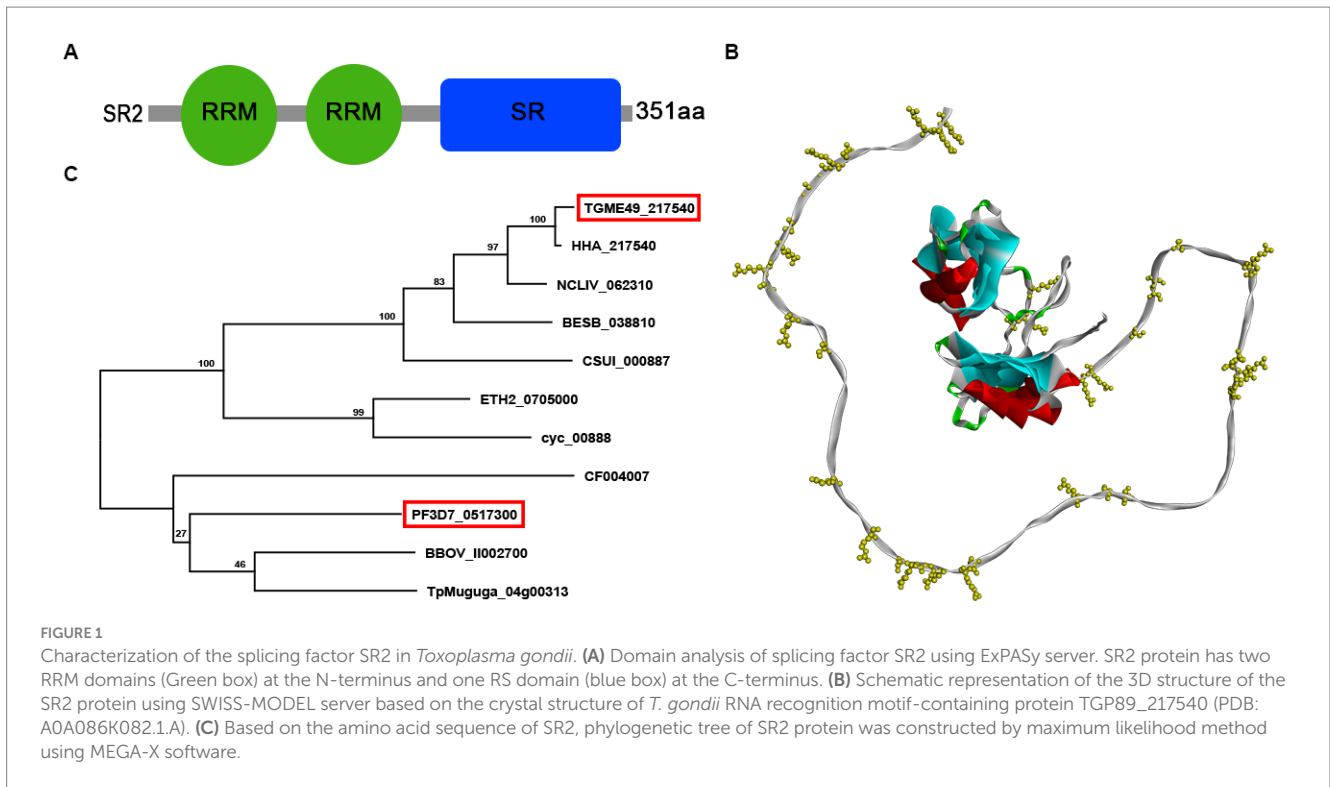 A
SR2 RRM RRM SR 351aa
B
C
TGME49_217540
100
HHA_217540
97
NCLIV_062310
83
BESB_038810
100
CSUI_000887
100
ETH2_0705000
99
cyc_00888
CF004007
PF3D7_0517300
27
BBOV_II002700
46
TpMuguga_04g00313
FIGURE 1
Characterization of the splicing factor SR2 in Toxoplasma gondii. (A) Domain analysis of splicing factor SR2 using ExPASy server. SR2 protein has two
RRM domains (Green box) at the N-terminus and one RS domain (blue box) at the C-terminus. (B) Schematic representation of the 3D structure of the
SR2 protein using SWISS-MODEL server based on the crystal structure of T. gondii RNA recognition motif-containing protein TGP89_217540 (PDB:
A0A086K082.1.A). (C) Based on the amino acid sequence of SR2, phylogenetic tree of SR2 protein was constructed by maximum likelihood method
using MEGA-X software.